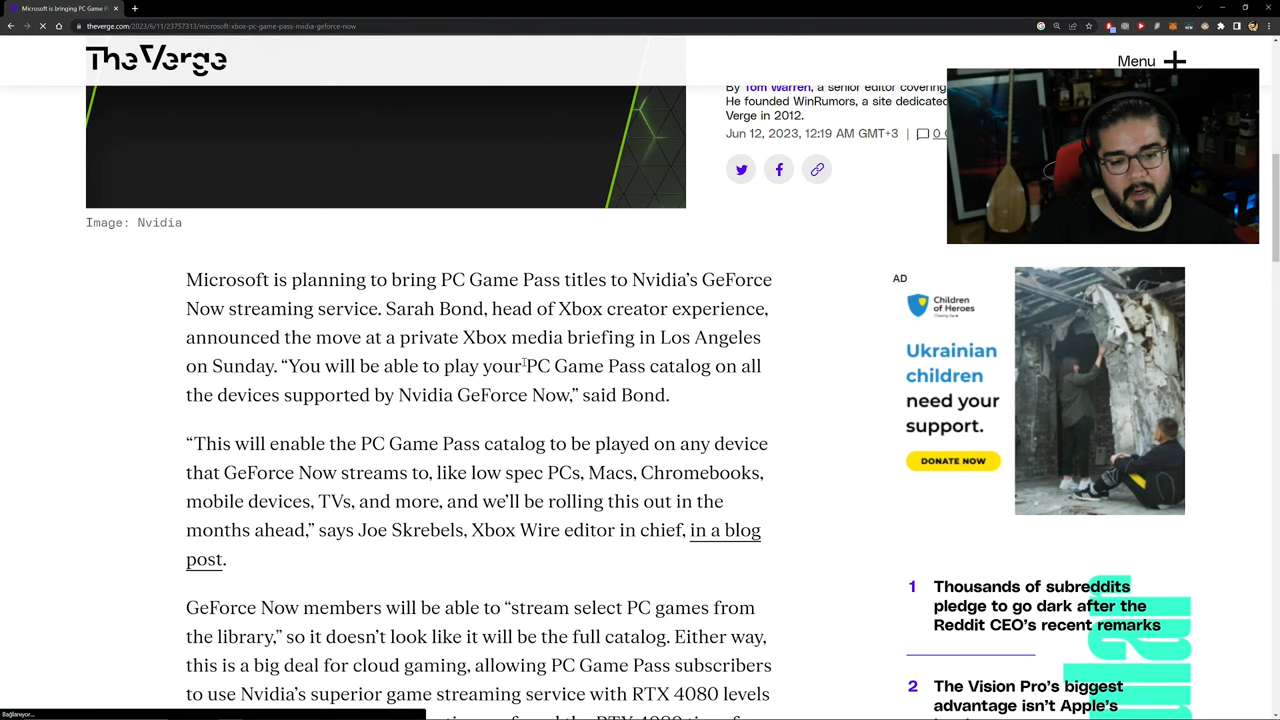 Microsoft is bringing PC Game P
theverge.com/2023/6/11/23757313/microsoft-xbox-pc-game-pass-nvidia-geforce-now
TheVerge
Menu
By Tom Warren, a senior editor covering
He founded WinRumors, a site dedicated
Verge in 2012.
Jun 12, 2023, 12:19 AM GMT+3 | 0
Image: Nvidia
Microsoft is planning to bring PC Game Pass titles to Nvidia’s GeForce
Now streaming service. Sarah Bond, head of Xbox creator experience,
announced the move at a private Xbox media briefing in Los Angeles
on Sunday. “You will be able to play your PC Game Pass catalog on all
the devices supported by Nvidia GeForce Now,” said Bond.
“This will enable the PC Game Pass catalog to be played on any device
that GeForce Now streams to, like low spec PCs, Macs, Chromebooks,
mobile devices, TVs, and more, and we’ll be rolling this out in the
months ahead,” says Joe Skrebels, Xbox Wire editor in chief, in a blog
post.
GeForce Now members will be able to “stream select PC games from
the library,” so it doesn’t look like it will be the full catalog. Either way,
this is a big deal for cloud gaming, allowing PC Game Pass subscribers
to use Nvidia’s superior game streaming service with RTX 4080 levels
AD
Children
of Heroes
Ukrainian
children
need your
support.
DONATE NOW
1 Thousands of subreddits
pledge to go dark after the
Reddit CEO’s recent remarks
2 The Vision Pro’s biggest
advantage isn’t Apple’s
Bağlanıyor...